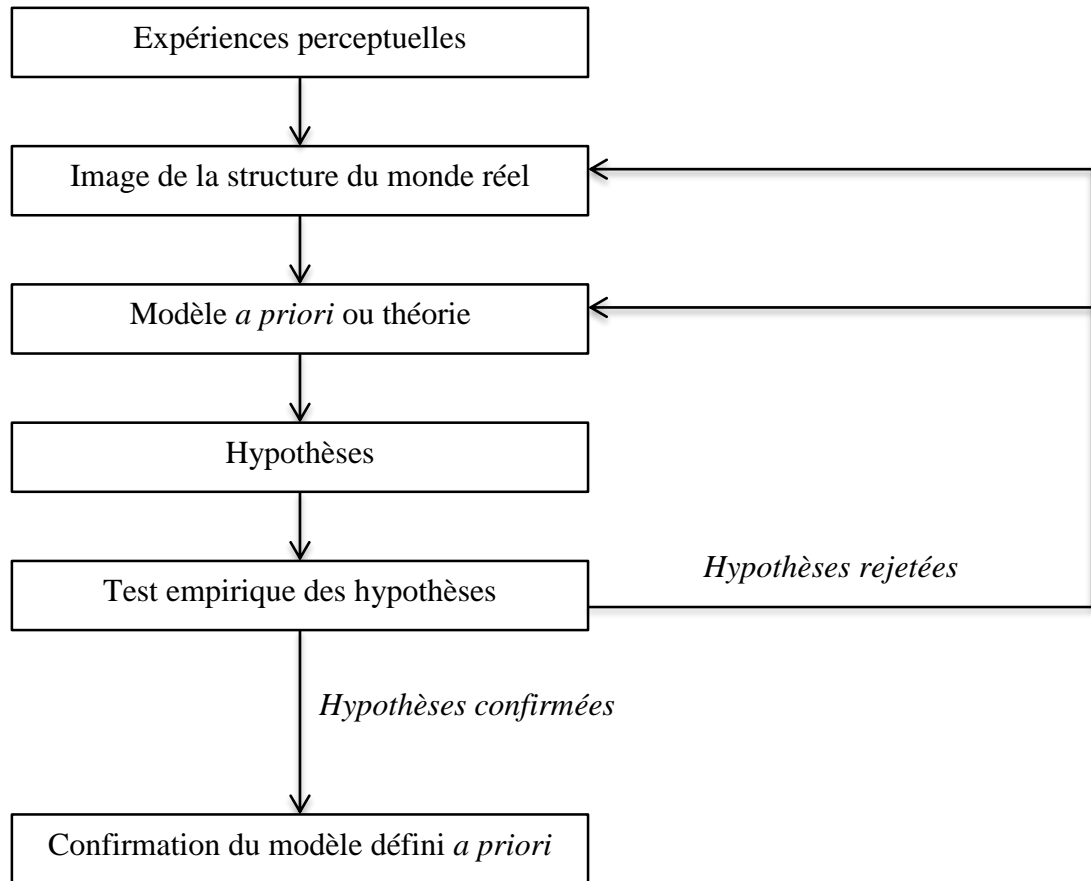 Expériences perceptuelles
Image de la structure du monde réel
Modèle a priori ou théorie
Hypothèses
Test empirique des hypothèses
Hypothèses rejetées
Hypothèses confirmées
Confirmation du modèle défini a priori